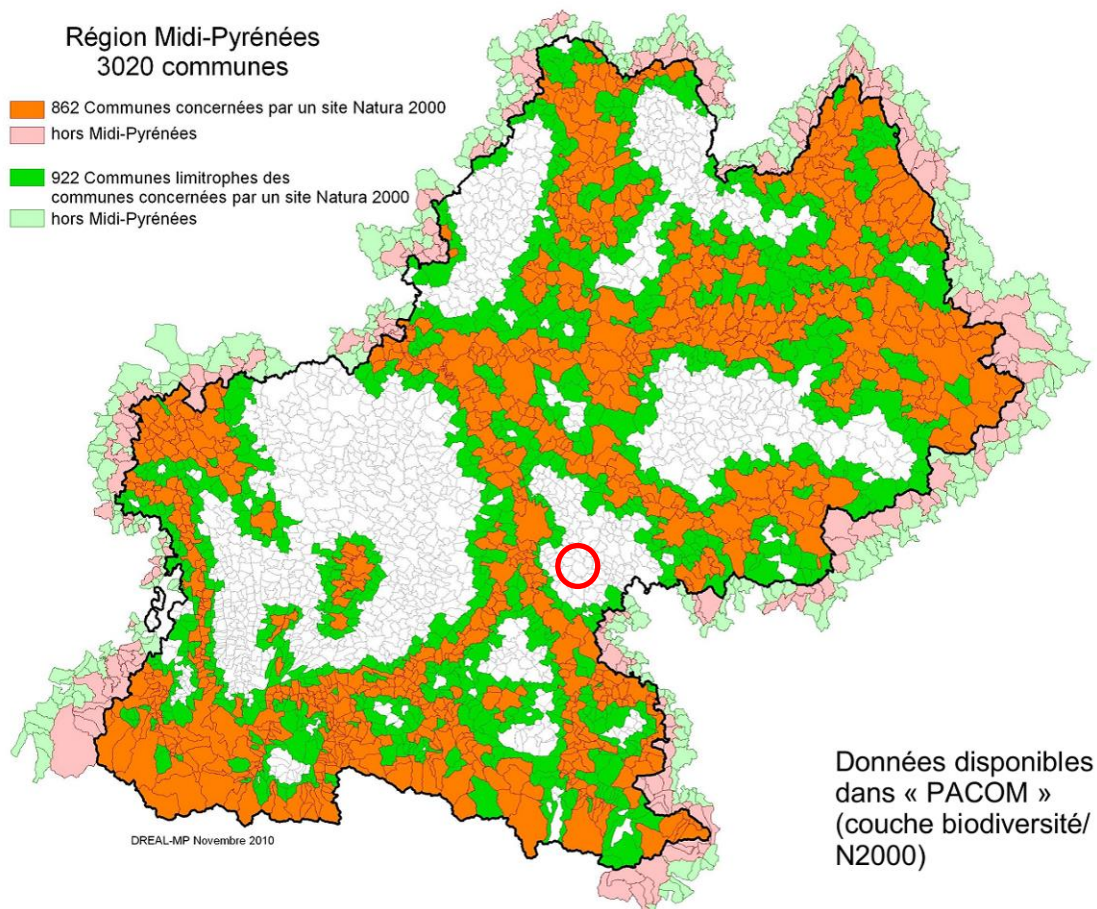 Région Midi-Pyrénées
3020 communes
862 Communes concernées par un site Natura 2000
hors Midi-Pyrénées
922 Communes limitrophes des
communes concernées par un site Natura 2000
hors Midi-Pyrénées
Données disponibles
dans « PACOM »
(couche biodiversité/
N2000)
DREAL-MP Novembre 2010